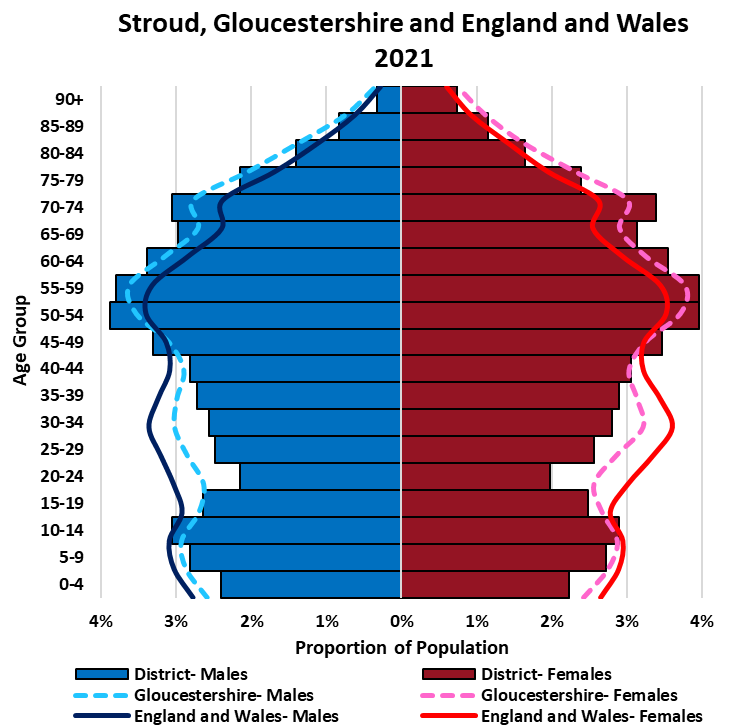 Stroud, Gloucestershire and England and Wales
2021
90+
85-89
80-84
75-79
70-74
65-69
60-64
55-59
50-54
45-49
40-44
35-39
30-34
25-29
20-24
15-19
10-14
5-9
0-4
Age Group
4% 3% 2% 1% 0% 1% 2% 3% 4%
Proportion of Population
District- Males District- Females
Gloucestershire- Males Gloucestershire- Females
England and Wales- Males England and Wales- Females